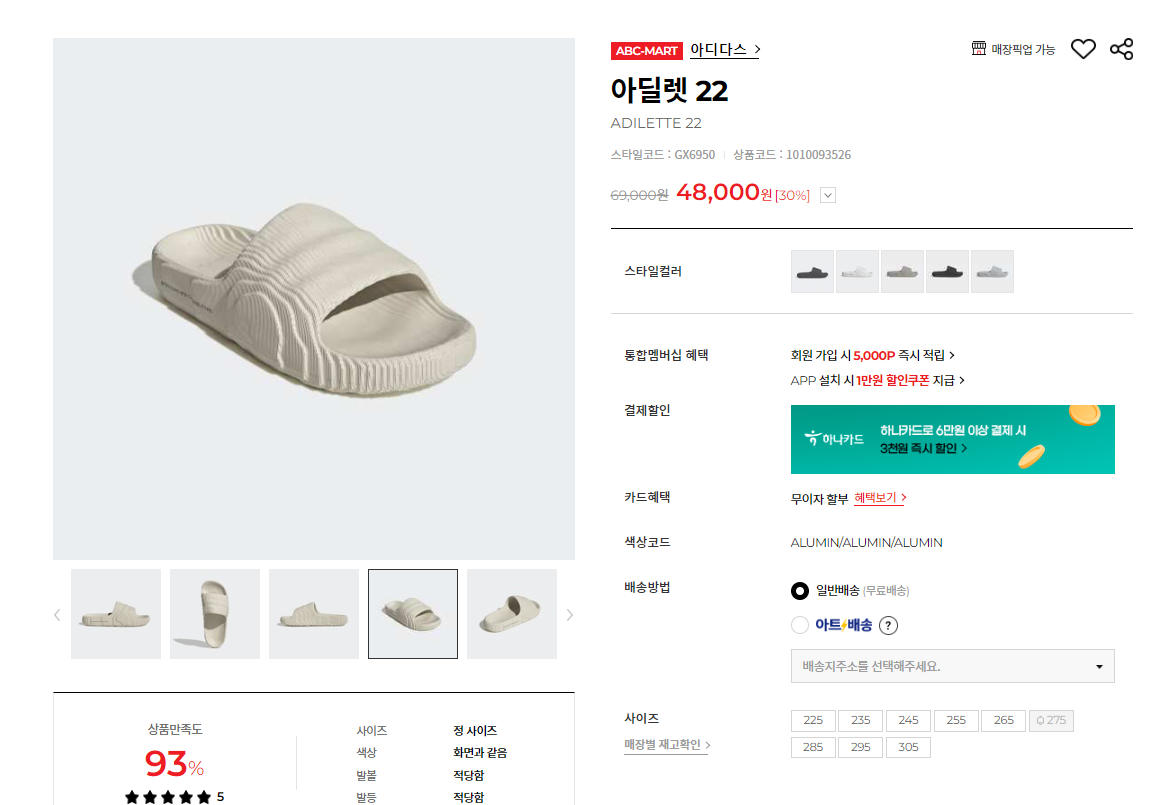 ABC-MART 아디다스
매장픽업 가능
아딜렛 22
ADILETTE 22
스타일코드 : GX6950 상품코드 : 1010093526
69,000원 48,000원 [30%]
스타일컬러
통합멤버십 혜택
회원 가입 시 5,000P 즉시 적립
APP 설치 시 1만원 할인쿠폰 지급
결제할인
하나카드
하나카드로 6만원 이상 결제 시
3천원 즉시 할인
카드혜택
무이자 할부 혜택보기
색상코드
ALUMIN/ALUMIN/ALUMIN
배송방법
일반배송 (무료배송)
아트배송 ?
배송지주소를 선택해주세요.
사이즈
매장별 재고확인
225 235 245 255 265 275
285 295 305
상품만족도
93%
5
사이즈 정 사이즈
색상 화면과 같음
발볼 적당함
발등 적당함